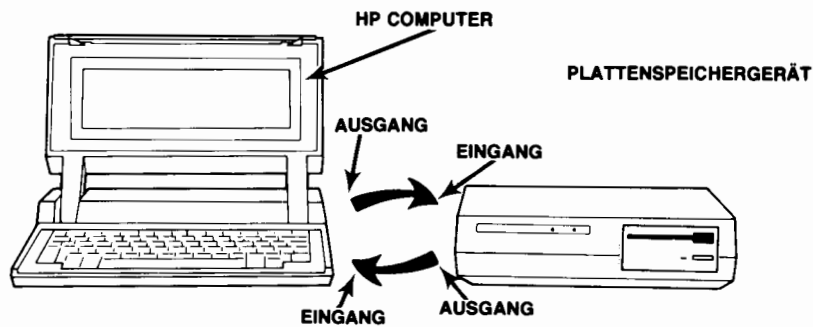 HP COMPUTER
PLATTENSPEICHERGERÄT
AUSGANG
EINGANG
EINGANG
AUSGANG